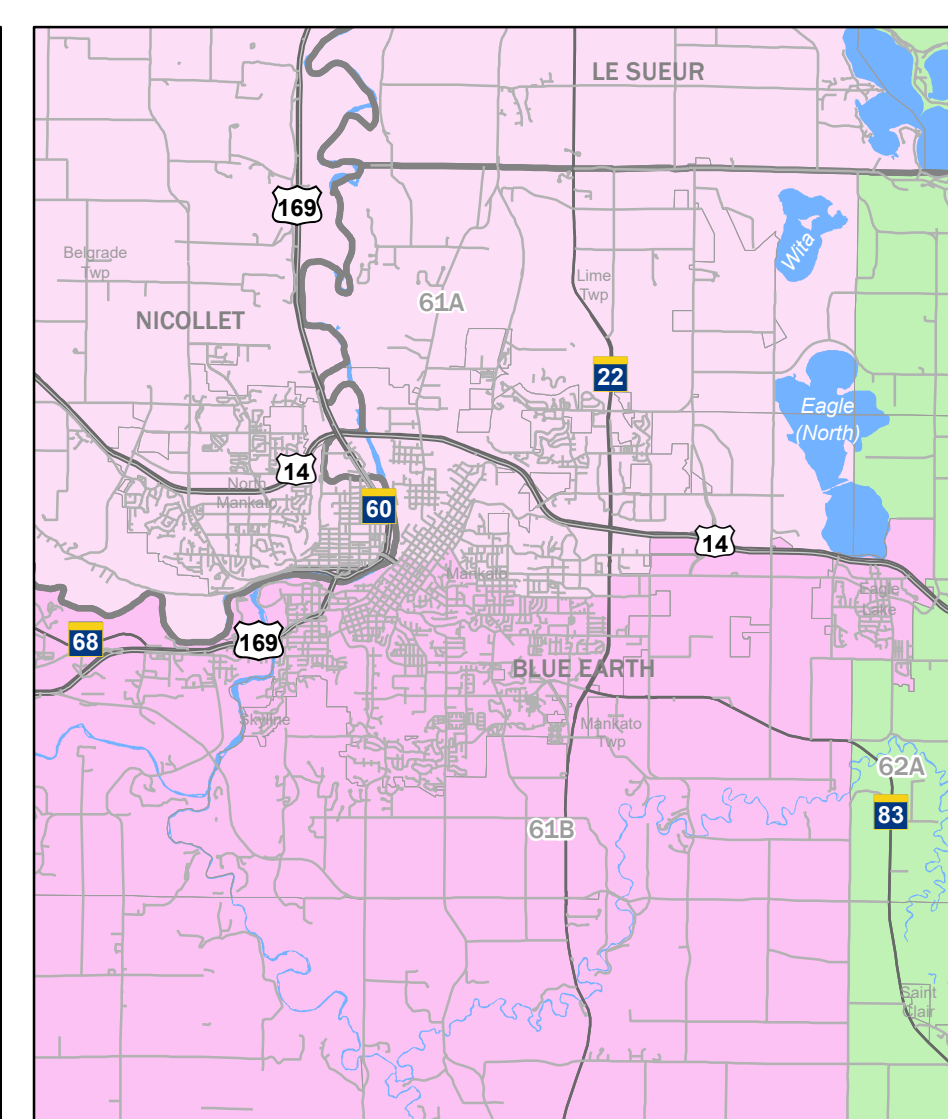 LE SUEUR
169
Wita
Belgrade
Twp
Lime
Twp
61A
NICOLLET
22
Eagle
(North)
14
North
Mankato
60
14
Mankato
Eagle
Lake
68
169
BLUE EARTH
Skyline
Mankato
Twp
62A
83
61B
Saint
Clair